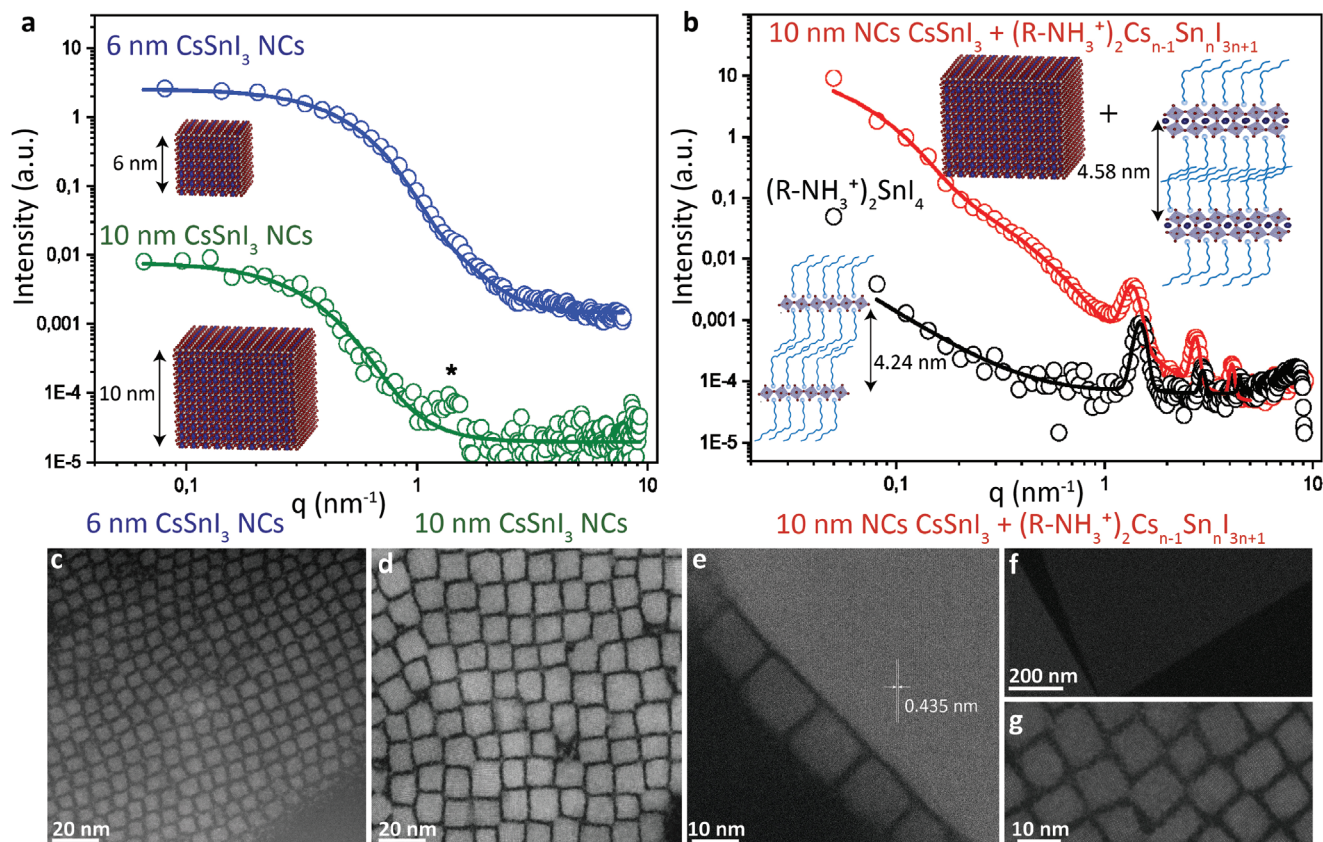 a
6 nm CsSnI₃ NCs
6 nm
10 nm CsSnI₃ NCs
10 nm
*
Intensity (a.u.)
10
1
0,1
0,01
0,001
1E-4
1E-5
0,1
1
10
q (nm⁻¹)
b
10 nm NCs CsSnI₃ + (R-NH₃⁺)₂Csₙ₋₁SnₙI₃ₙ₊₁
+
4.58 nm
(R-NH₃⁺)₂SnI₄
4.24 nm
Intensity (a.u.)
100
10
1
0,1
0,01
0,001
1E-4
1E-5
0,1
1
10
q (nm⁻¹)
6 nm CsSnI₃ NCs
10 nm CsSnI₃ NCs
10 nm NCs CsSnI₃ + (R-NH₃⁺)₂Csₙ₋₁SnₙI₃ₙ₊₁
c
20 nm
d
20 nm
e
0.435 nm
10 nm
f
200 nm
g
10 nm